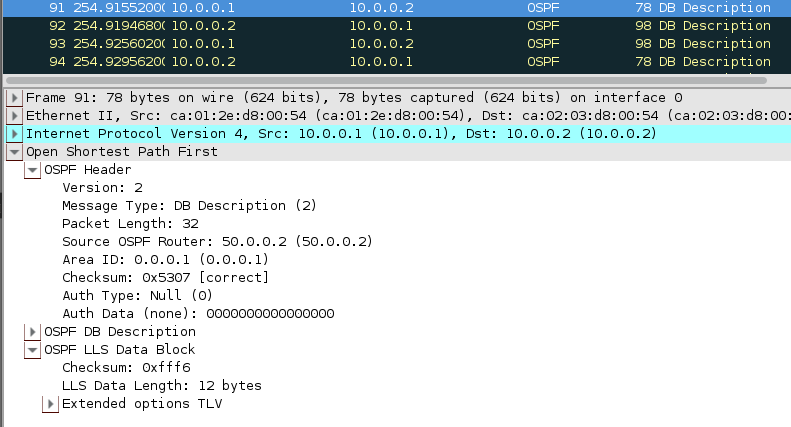 91 254.91552000 10.0.0.1 10.0.0.2 OSPF 78 DB Description
92 254.91946800 10.0.0.2 10.0.0.1 OSPF 98 DB Description
93 254.92560200 10.0.0.1 10.0.0.2 OSPF 98 DB Description
94 254.92956200 10.0.0.2 10.0.0.1 OSPF 78 DB Description
Frame 91: 78 bytes on wire (624 bits), 78 bytes captured (624 bits) on interface 0
Ethernet II, Src: ca:01:2e:d8:00:54 (ca:01:2e:d8:00:54), Dst: ca:02:03:d8:00:54 (ca:02:03:d8:00:
Internet Protocol Version 4, Src: 10.0.0.1 (10.0.0.1), Dst: 10.0.0.2 (10.0.0.2)
Open Shortest Path First
OSPF Header
Version: 2
Message Type: DB Description (2)
Packet Length: 32
Source OSPF Router: 50.0.0.2 (50.0.0.2)
Area ID: 0.0.0.1 (0.0.0.1)
Checksum: 0x5307 [correct]
Auth Type: Null (0)
Auth Data (none): 0000000000000000
OSPF DB Description
OSPF LLS Data Block
Checksum: 0xfff6
LLS Data Length: 12 bytes
Extended options TLV